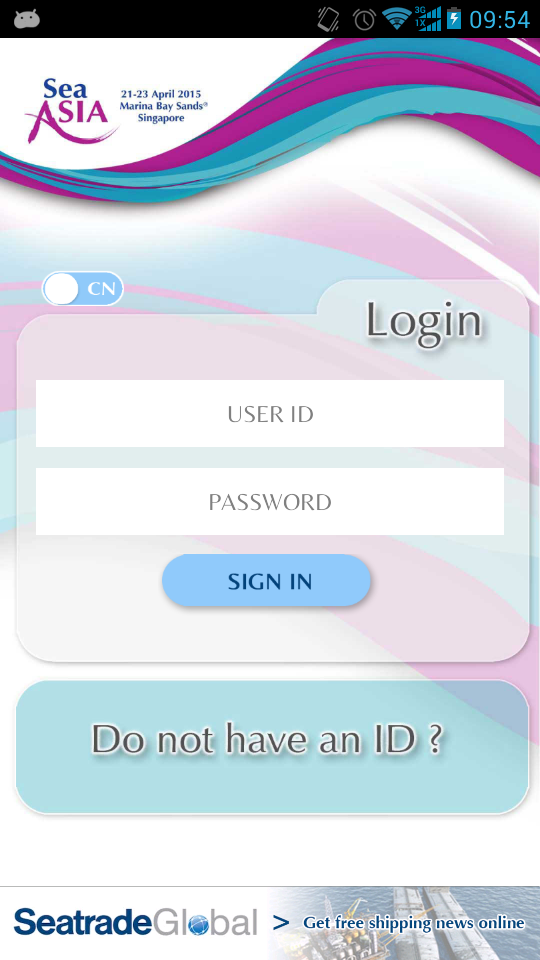 3G
1X
09:54
Sea
ASIA
21-23 April 2015
Marina Bay Sands®
Singapore
CN
Login
USER ID
PASSWORD
SIGN IN
Do not have an ID ?
SeatradeGlobal > Get free shipping news online